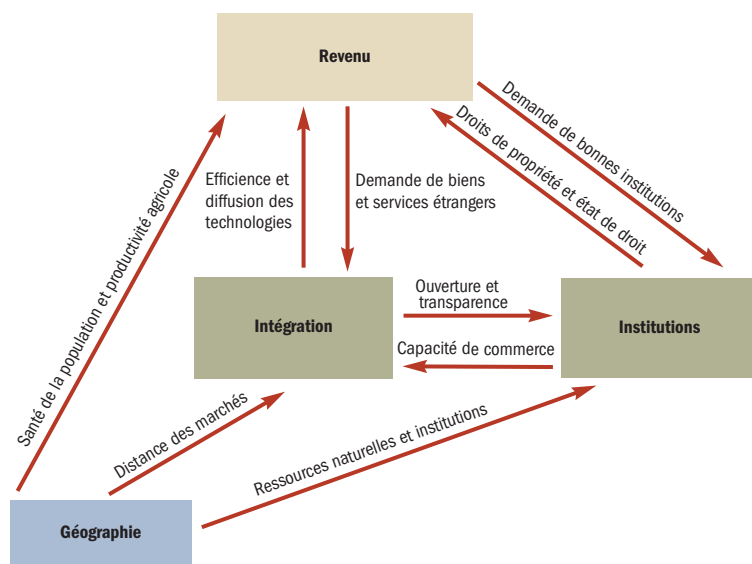 Revenu
Demande de bonnes institutions
Droits de propriété et état de droit
Efficience et
diffusion des
technologies
Demande de biens
et services étrangers
Santé de la population et productivité agricole
Ouverture et
transparence
Intégration
Institutions
Capacité de commerce
Distance des marchés
Ressources naturelles et institutions
Géographie